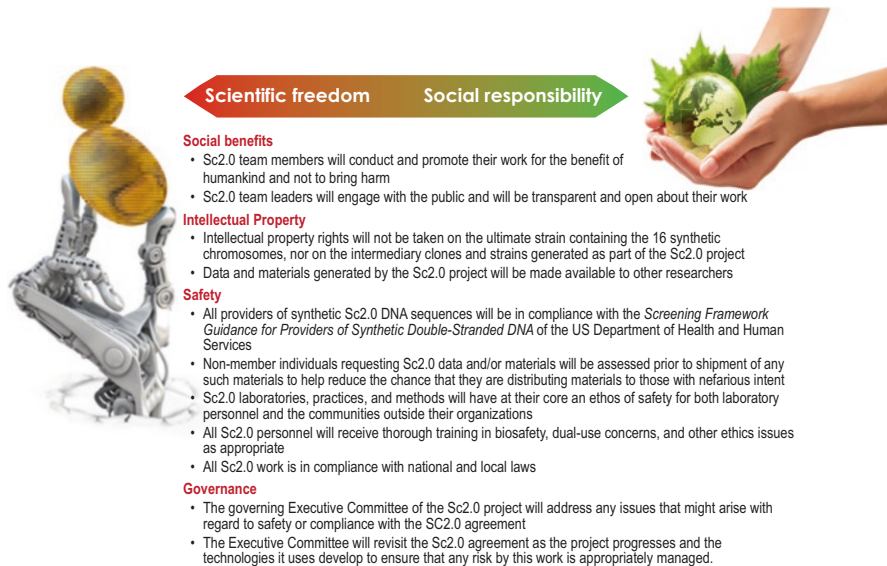 Scientific freedom Social responsibility
Social benefits
• Sc2.0 team members will conduct and promote their work for the benefit of
humankind and not to bring harm
• Sc2.0 team leaders will engage with the public and will be transparent and open about their work
Intellectual Property
• Intellectual property rights will not be taken on the ultimate strain containing the 16 synthetic
chromosomes, nor on the intermediary clones and strains generated as part of the Sc2.0 project
• Data and materials generated by the Sc2.0 project will be made available to other researchers
Safety
• All providers of synthetic Sc2.0 DNA sequences will be in compliance with the Screening Framework
Guidance for Providers of Synthetic Double-Stranded DNA of the US Department of Health and Human
Services
• Non-member individuals requesting Sc2.0 data and/or materials will be assessed prior to shipment of any
such materials to help reduce the chance that they are distributing materials to those with nefarious intent
• Sc2.0 laboratories, practices, and methods will have at their core an ethos of safety for both laboratory
personnel and the communities outside their organizations
• All Sc2.0 personnel will receive thorough training in biosafety, dual-use concerns, and other ethics issues
as appropriate
• All Sc2.0 work is in compliance with national and local laws
Governance
• The governing Executive Committee of the Sc2.0 project will address any issues that might arise with
regard to safety or compliance with the SC2.0 agreement
• The Executive Committee will revisit the Sc2.0 agreement as the project progresses and the
technologies it uses develop to ensure that any risk by this work is appropriately managed.